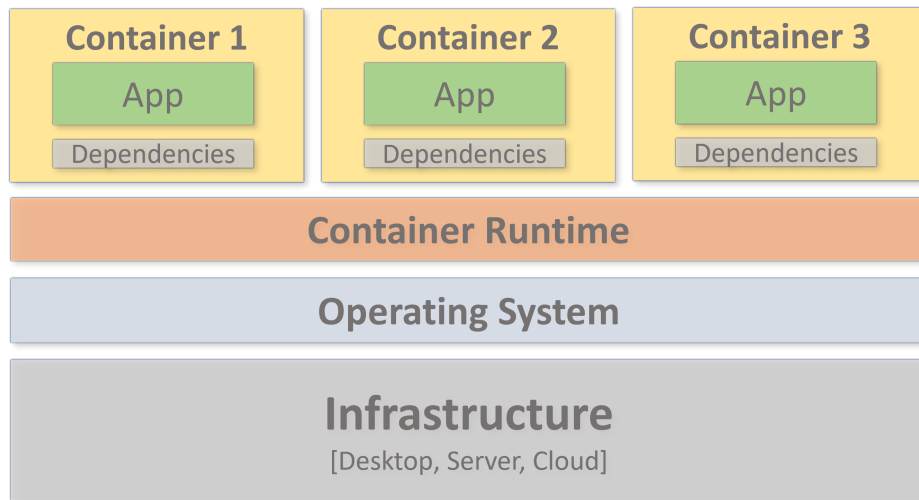 Container 1
Container 2
Container 3
App
App
App
Dependencies
Dependencies
Dependencies
Container Runtime
Operating System
Infrastructure
[Desktop, Server, Cloud]